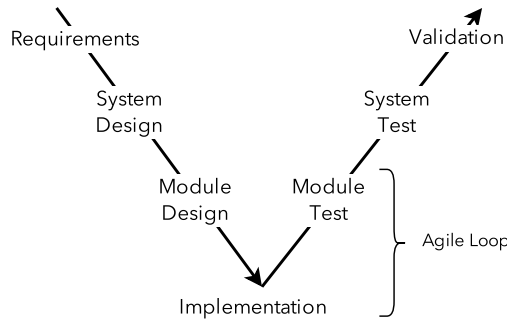 Requirements
Validation
System
Design
System
Test
Module
Design
Module
Test
Agile Loop
Implementation